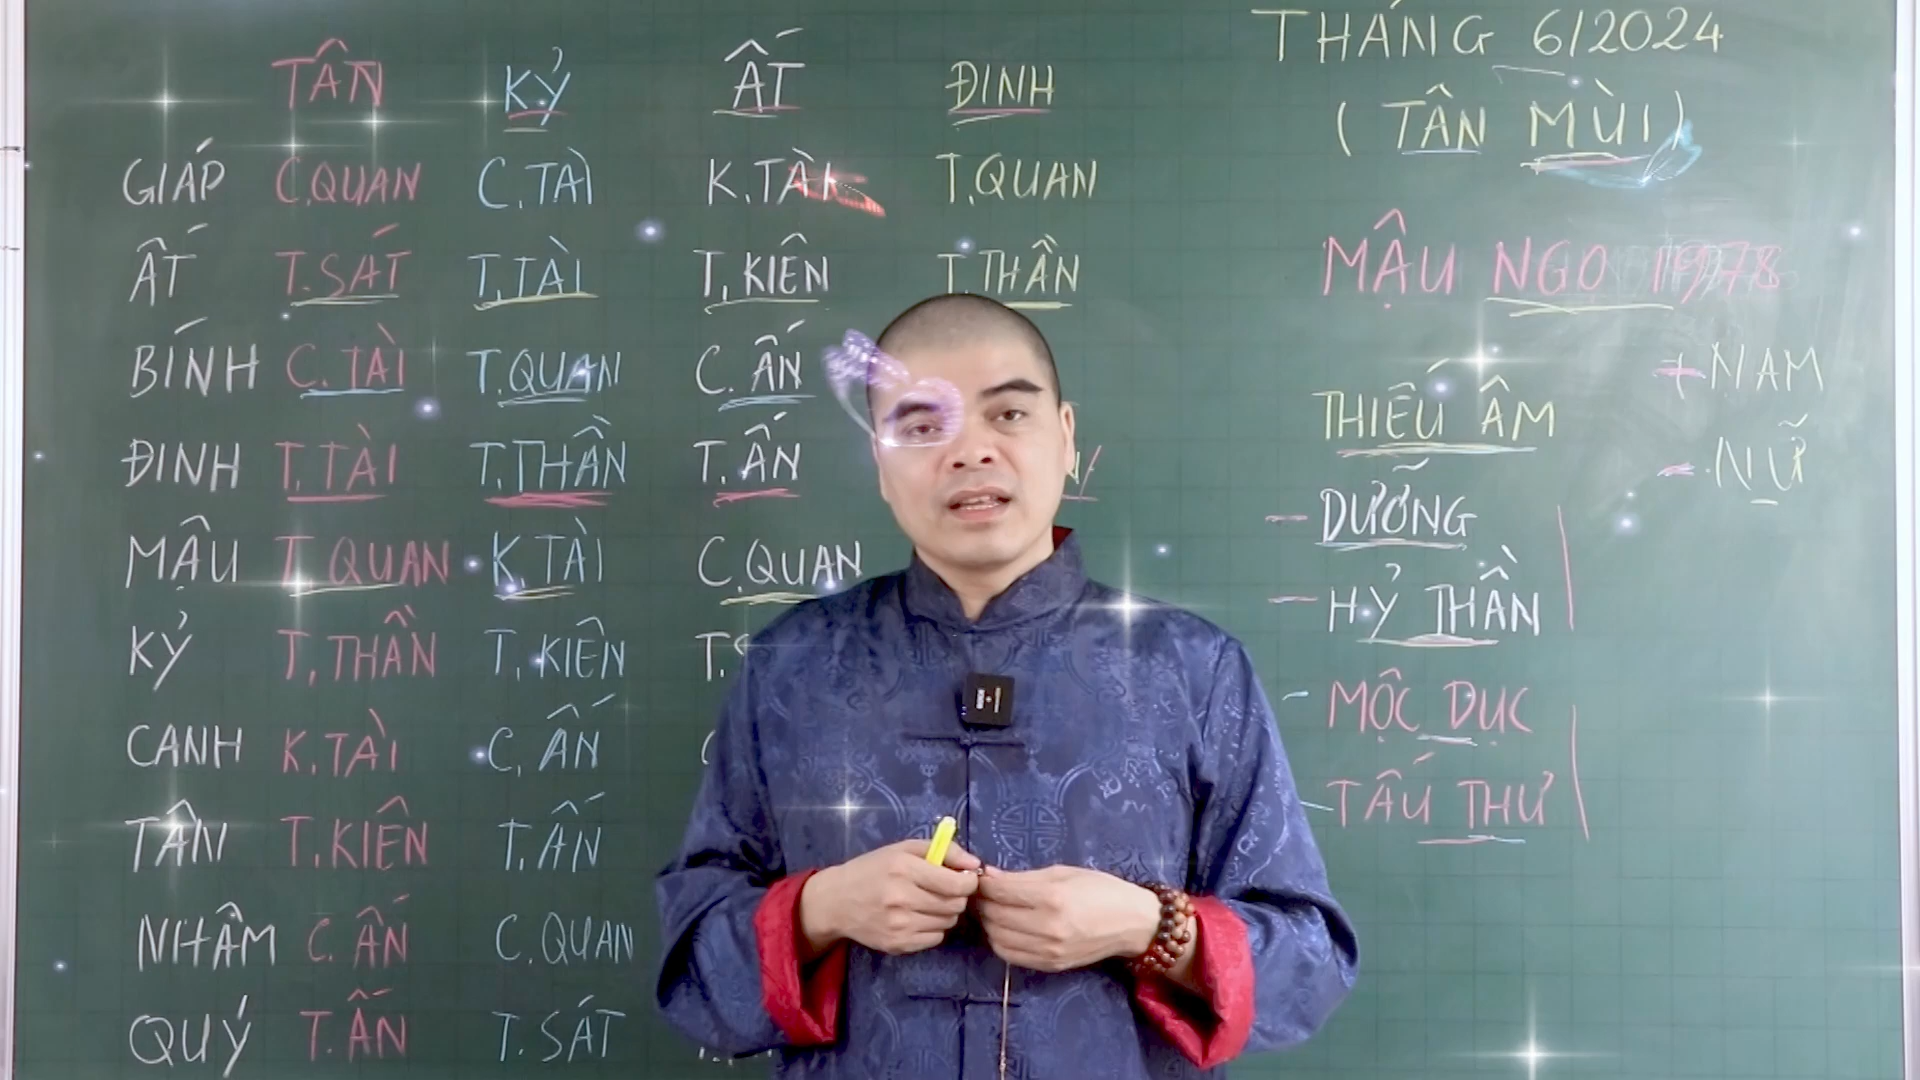 TÂN KỶ ẤT ĐINH
GIÁP C.QUAN C.TÀI K.TÀI T.QUAN
ẤT T.SÁT T.TÀI T.KIÊN T.THẦN
BÍNH C.TÀI T.QUAN C.ẤN
ĐINH T.TÀI T.THẦN T.ẤN
MẬU T.QUAN K.TÀI C.QUAN
KỶ T.THẦN T.KIÊN T.
CANH K.TÀI C.ẤN
TÂN T.KIÊN T.ẤN
NHÂM C.ẤN C.QUAN
QUÝ T.ẤN T.SÁT
THÁNG 6/2024
(TÂN MÙI)
MẬU NGO 1978
THIẾU ÂM
+ NAM
- NỮ
- DƯỠNG
- HỶ THẦN
- MỘC DỤC
- TẤU THƯ